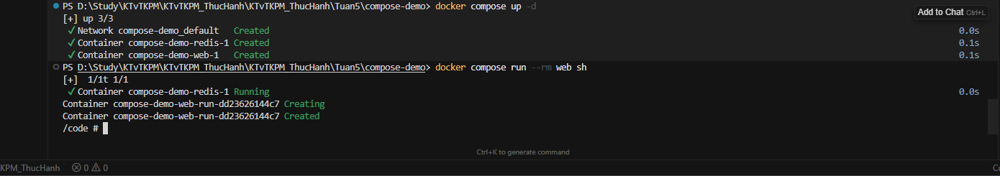 PS D:\Study\KTvTKPM\KTvTKPM_ThucHanh\KTvTKPM_ThucHanh\Tuan5\compose-demo> docker compose up -d
Add to Chat Ctrl+L
[+] up 3/3
✓ Network compose-demo_default Created 0.0s
✓ Container compose-demo-redis-1 Created 0.1s
✓ Container compose-demo-web-1 Created 0.1s
PS D:\Study\KTvTKPM\KTvTKPM_ThucHanh\KTvTKPM_ThucHanh\Tuan5\compose-demo> docker compose run --rm web sh
[+] 1/1t 1/1
✓ Container compose-demo-redis-1 Running 0.0s
Container compose-demo-web-run-dd23626144c7 Creating
Container compose-demo-web-run-dd23626144c7 Created
/code #
Ctrl+K to generate command
KPM_ThucHanh 0 0